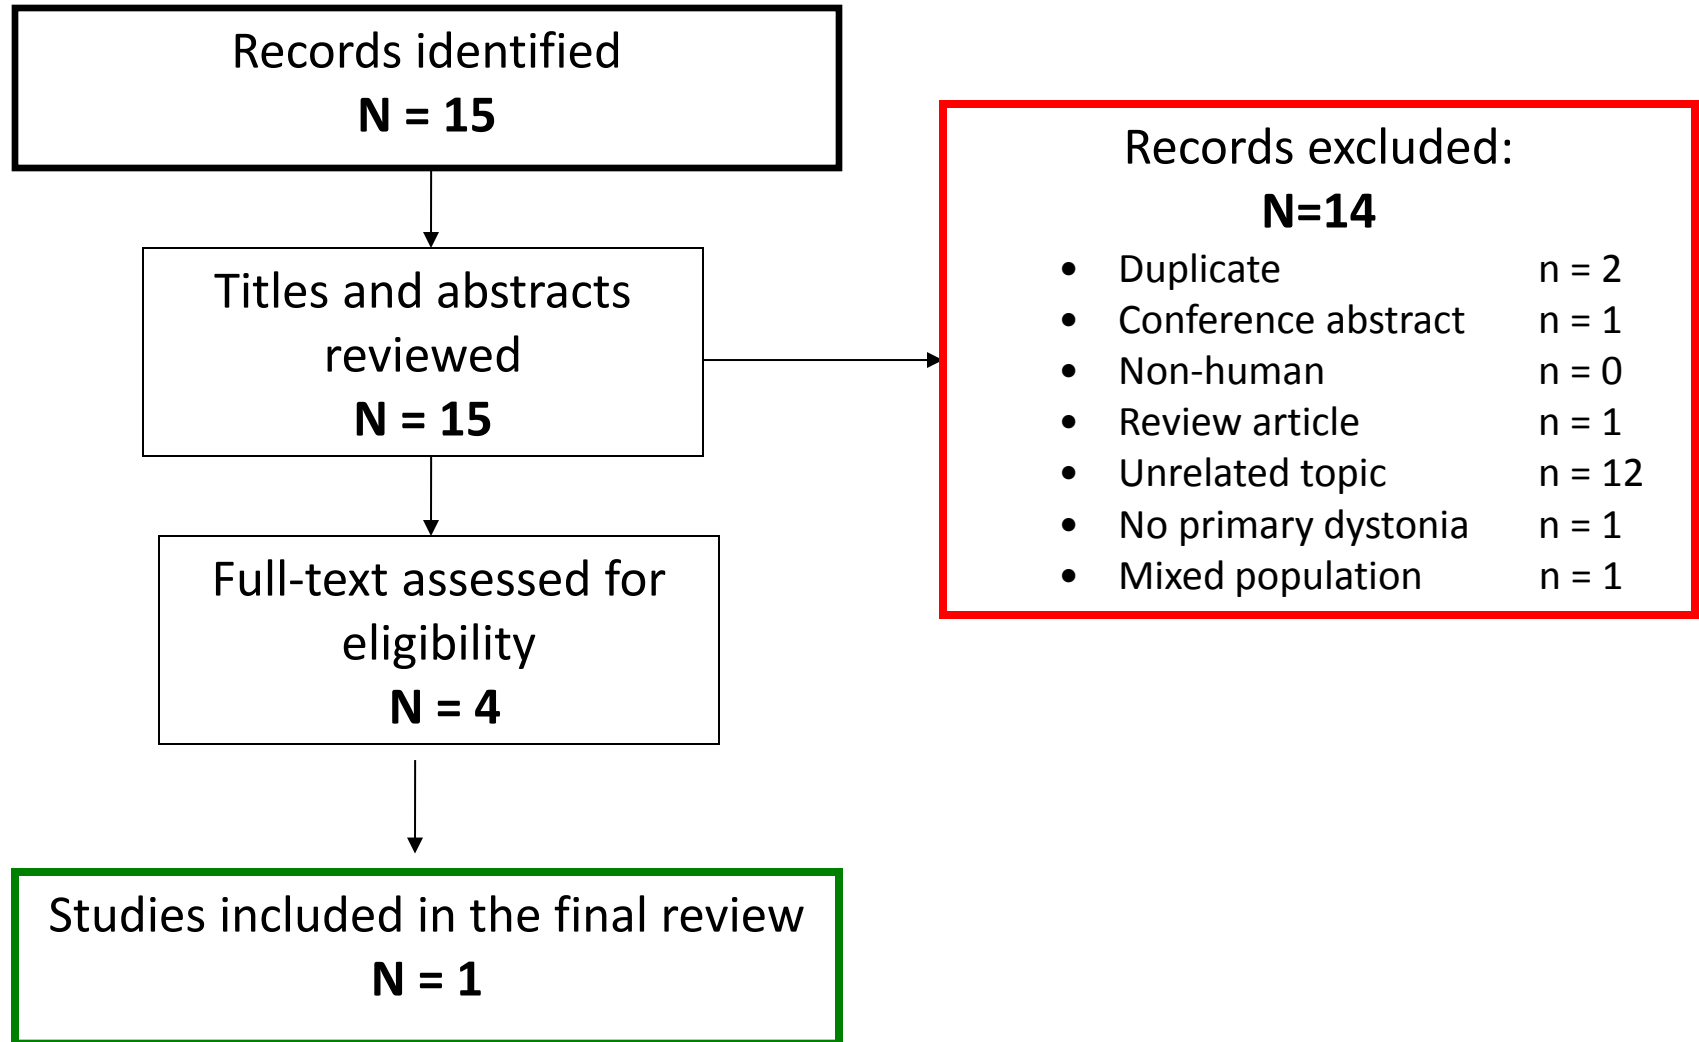 Records identified
N = 15
Titles and abstracts
reviewed
N = 15
Full-text assessed for
eligibility
N = 4
Studies included in the final review
N = 1
Records excluded:
N=14
• Duplicate n = 2
• Conference abstract n = 1
• Non-human n = 0
• Review article n = 1
• Unrelated topic n = 12
• No primary dystonia n = 1
• Mixed population n = 1